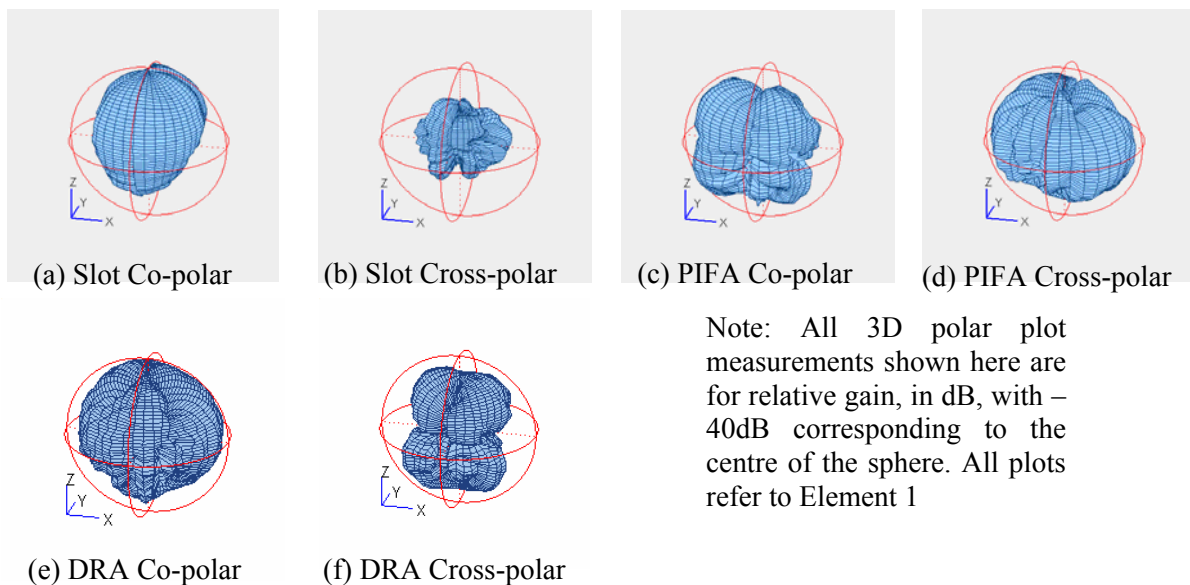 Z
Y
X
Z
Y
X
Z
Y
X
Z
Y
X
(a) Slot Co-polar
(b) Slot Cross-polar
(c) PIFA Co-polar
(d) PIFA Cross-polar
Note: All 3D polar plot
measurements shown here are
for relative gain, in dB, with –
40dB corresponding to the
centre of the sphere. All plots
refer to Element 1
Z
Y
X
Z
Y
X
(e) DRA Co-polar
(f) DRA Cross-polar